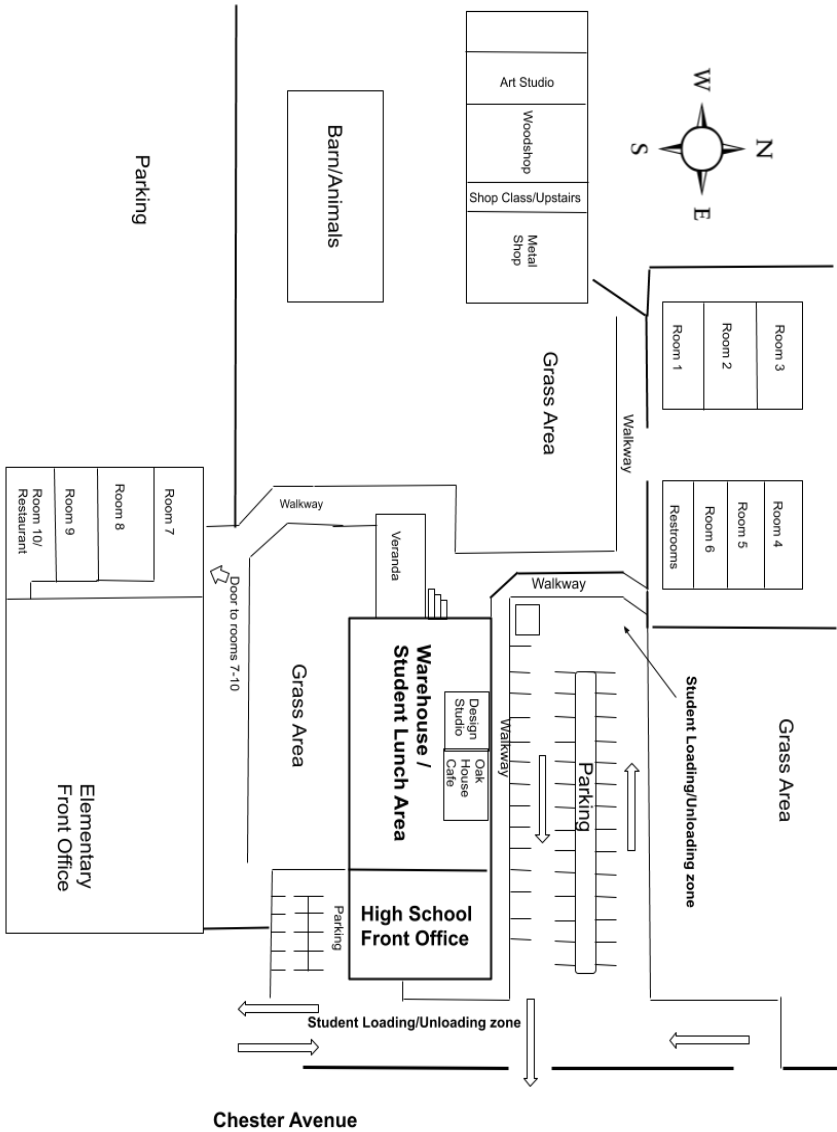 Art Studio
Woodshop
Shop Class/Upstairs
Metal
Shop
Barn/Animals
Parking
W
N
S
E
Room 1
Room 2
Room 3
Grass Area
Walkway
Restrooms
Room 6
Room 5
Room 4
Room 10/
Restaurant
Room 9
Room 8
Room 7
Walkway
Veranda
Walkway
Door to rooms 7-10
Grass Area
Warehouse /
Student Lunch Area
Design
Studio
Oak
House
Cafe
Walkway
Parking
Student Loading/Unloading zone
Grass Area
Elementary
Front Office
Parking
High School
Front Office
Student Loading/Unloading zone
Chester Avenue